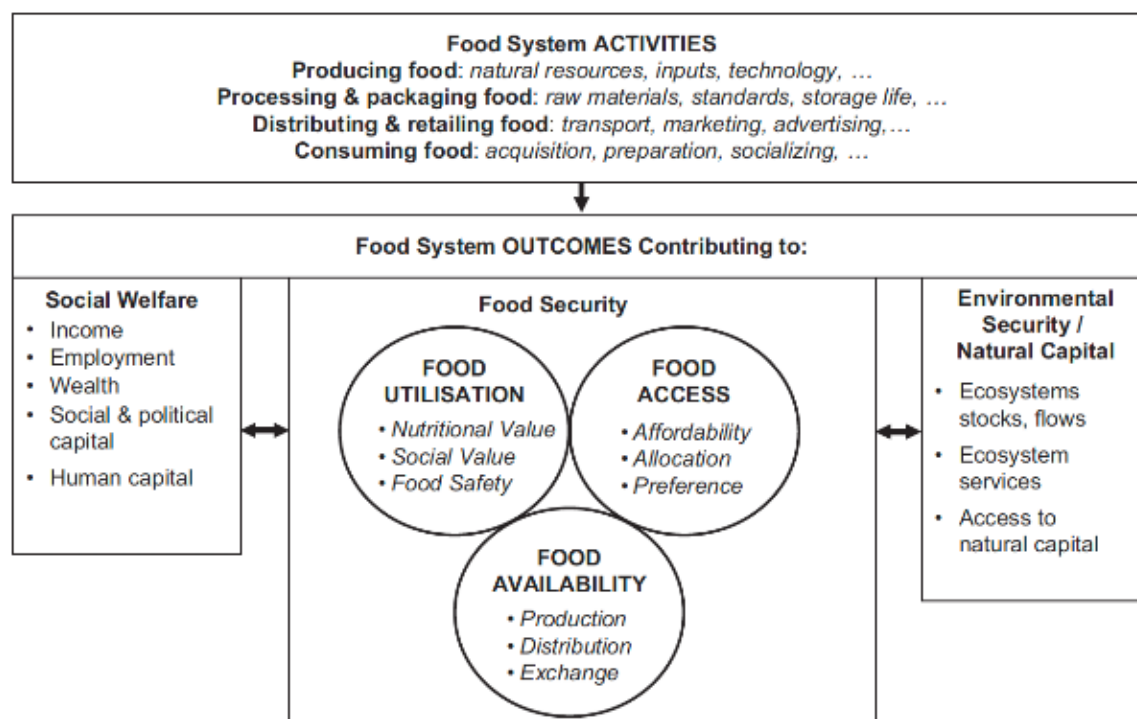 Food System ACTIVITIES
Producing food: natural resources, inputs, technology, …
Processing & packaging food: raw materials, standards, storage life, …
Distributing & retailing food: transport, marketing, advertising,…
Consuming food: acquisition, preparation, socializing, …
Food System OUTCOMES Contributing to:
Social Welfare
• Income
• Employment
• Wealth
• Social & political
capital
• Human capital
Food Security
FOOD
UTILISATION
• Nutritional Value
• Social Value
• Food Safety
FOOD
ACCESS
• Affordability
• Allocation
• Preference
FOOD
AVAILABILITY
• Production
• Distribution
• Exchange
Environmental
Security /
Natural Capital
• Ecosystems
stocks, flows
• Ecosystem
services
• Access to
natural capital